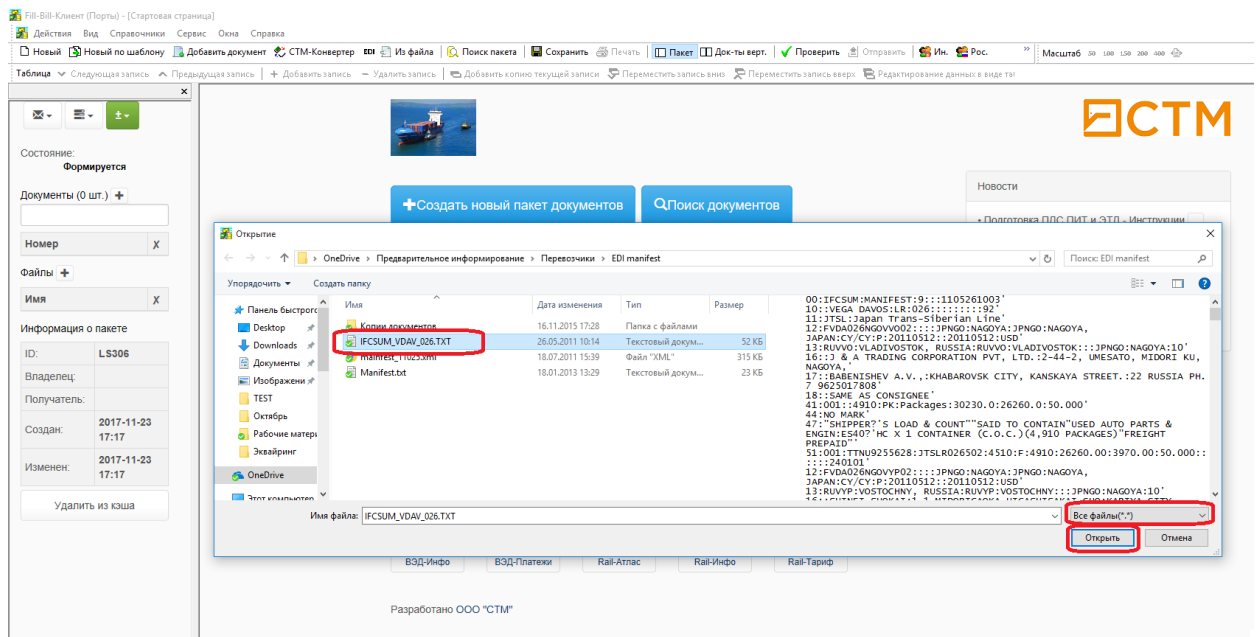 Fill-Bill-Клиент (Порты) - [Стартовая страница]
Действия Вид Справочники Сервис Окна Справка
Новый Новый по шаблону Добавить документ СТМ-Конвертер EDI Из файла Поиск пакета Сохранить Печать Пакет Док-ты верт. Проверить Отправить Ин. Рос. » Масштаб 50 100 150 200 400
Таблица Следующая запись Предыдущая запись + Добавить запись − Удалить запись Добавить копию текущей записи Переместить запись вниз Переместить запись вверх Редактирование данных в виде таб
x
Состояние:
Формируется
Документы (0 шт.) +
Номер X
Файлы +
Имя X
Информация о пакете
ID: LS306
Владелец:
Получатель:
Создан: 2017-11-23
17:17
Изменен: 2017-11-23
17:17
Удалить из кэша
СТМ
+Создать новый пакет документов
Поиск документов
Новости
• Подготовка ПДС ПИТ и ЭТД - Инструкции
Открытие
OneDrive › Предварительное информирование › Перевозчики › EDI manifest
Поиск: EDI manifest
Упорядочить Создать папку
Панель быстрого
Desktop
Downloads
Документы
Изображени
TEST
Октябрь
Рабочие матери
Эквайринг
OneDrive
Этот компьютер
Имя Дата изменения Тип Размер
Копии документов 16.11.2015 17:28 Папка с файлами
IFCSUM_VDAV_026.TXT 26.05.2011 10:14 Текстовый докум... 52 КБ
manifest_11025.xml 18.07.2011 15:39 Файл "XML" 315 КБ
Manifest.txt 18.01.2013 13:29 Текстовый докум... 23 КБ
00:IFCSUM:MANIFEST:9:::1105261003'
10::VEGA DAVOS:LR:026:::::::::92'
11:JTSL:Japan Trans-Siberian Line'
12:FVDA026NGOVVO02::::JPNGO:NAGOYA:JPNGO:NAGOYA,
JAPAN:CY/CY:P:20110512::20110512:USD'
13:RUVVO:VLADIVOSTOK, RUSSIA:RUVVO:VLADIVOSTOK:::JPNGO:NAGOYA:10'
16::J & A TRADING CORPORATION PVT, LTD.:2-44-2, UMESATO, MIDORI KU,
NAGOYA,'
17::BABENISHEV A.V.,:KHABAROVSK CITY, KANSKAYA STREET.:22 RUSSIA PH.
7 9625017808'
18::SAME AS CONSIGNEE'
41:001::4910:PK:Packages:30230.0:26260.0:50.000'
44:NO MARK'
47:"SHIPPER?'S LOAD & COUNT""SAID TO CONTAIN"USED AUTO PARTS &
ENGIN:ES40?'HC X 1 CONTAINER (C.O.C.)(4,910 PACKAGES)"FREIGHT
PREPAID"'
51:001:TTNU9255628:JTSLR026502:4510:F:4910:26260.00:3970.00:50.000::
::::240101'
12:FVDA026NGOVYP02::::JPNGO:NAGOYA:JPNGO:NAGOYA,
JAPAN:CY/CY:P:20110512::20110512:USD'
13:RUVYP:VOSTOCHNY, RUSSIA:RUVYP:VOSTOCHNY:::JPNGO:NAGOYA:10'
Имя файла: IFCSUM_VDAV_026.TXT
Все файлы(*.*)
Открыть Отмена
ВЭД-Инфо ВЭД-Платежи Rail-Атлас Rail-Инфо Rail-Тариф
Разработано ООО "СТМ"